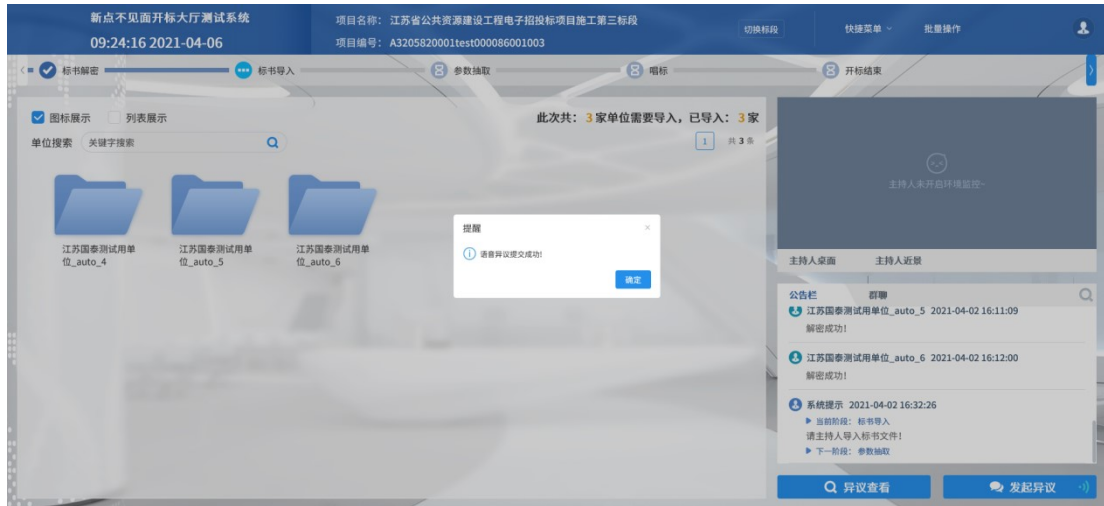 新点不见面开标大厅测试系统
09:24:16 2021-04-06
项目名称： 江苏省公共资源建设工程电子招投标项目施工第三标段
项目编号： A3205820001test000086001003
切换标段
快捷菜单
批量操作
标书解密
标书导入
参数抽取
唱标
开标结束
图标展示 列表展示
此次共： 3 家单位需要导入，已导入： 3 家
单位搜索 关键字搜索
1 共 3 条
江苏国泰测试用单
位_auto_4
江苏国泰测试用单
位_auto_5
江苏国泰测试用单
位_auto_6
提醒
语音异议提交成功!
确定
主持人未开启环境监控~
主持人桌面 主持人近景
公告栏 群聊
江苏国泰测试用单位_auto_5 2021-04-02 16:11:09
解密成功！
江苏国泰测试用单位_auto_6 2021-04-02 16:12:00
解密成功！
系统提示 2021-04-02 16:32:26
当前阶段： 标书导入
请主持人导入标书文件！
下一阶段： 参数抽取
异议查看
发起异议